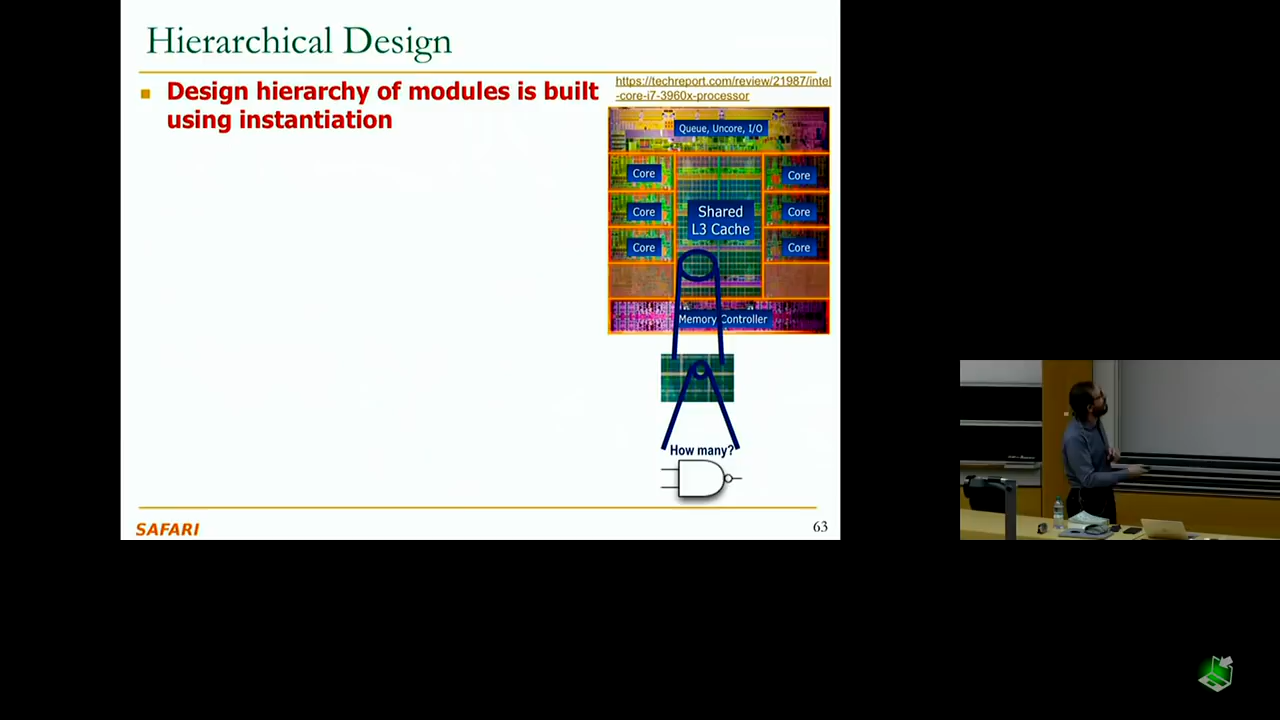 Hierarchical Design
Design hierarchy of modules is built
using instantiation
https://techreport.com/review/21987/intel
-core-i7-3960x-processor
Queue, Uncore, I/O
Core
Core
Shared
L3 Cache
Core
Core
Core
Core
Memory Controller
How many?
SAFARI
63